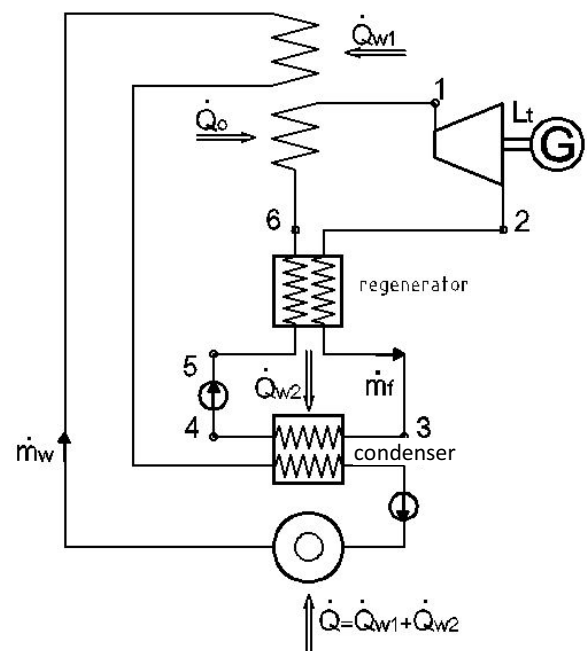 Q̇w1
1
Lt
Q̇o
G
6
2
regenerator
5
Q̇w2
ṁf
4
3
condenser
ṁw
Q̇=Q̇w1+Q̇w2